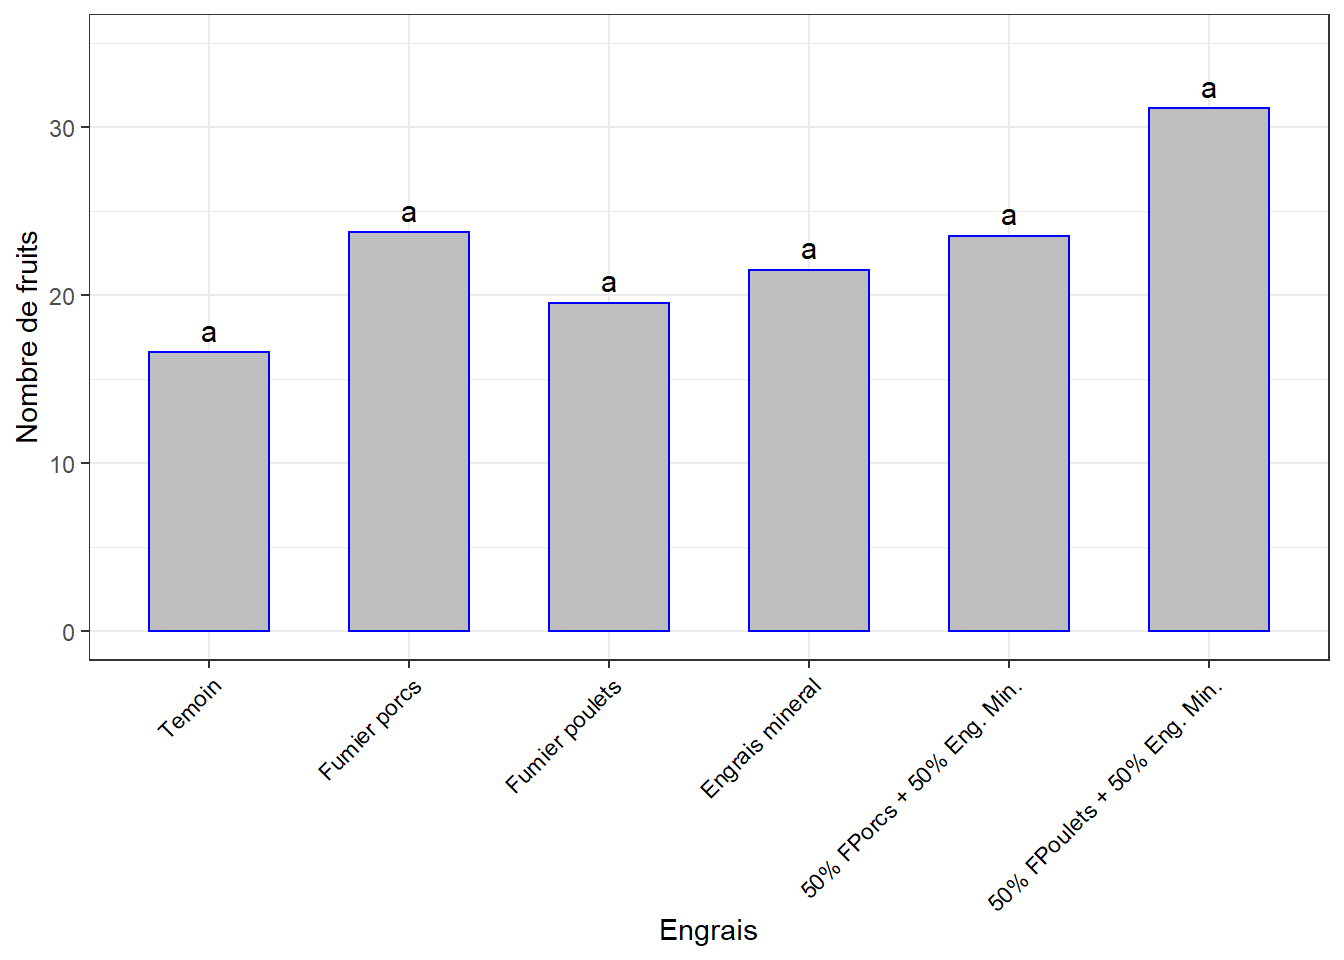 Nombre de fruits
30
20
10
0
a
a
a
a
a
a
Temoin
Fumier porcs
Fumier poulets
Engrais mineral
50% FPorcs + 50% Eng. Min.
50% FPoulets + 50% Eng. Min.
Engrais